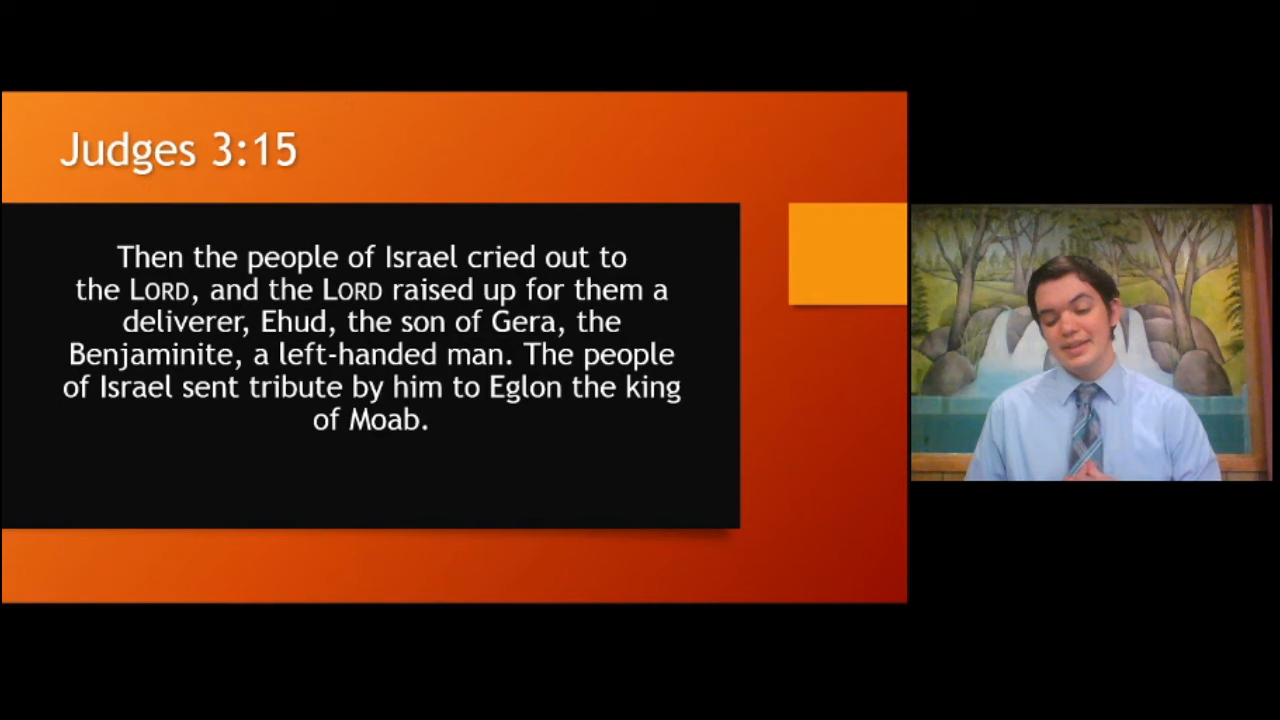 Judges 3:15
Then the people of Israel cried out to
the LORD, and the LORD raised up for them a
deliverer, Ehud, the son of Gera, the
Benjaminite, a left-handed man. The people
of Israel sent tribute by him to Eglon the king
of Moab.